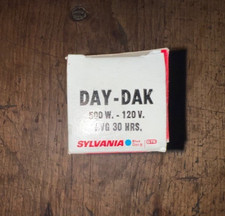 DAY-DAK
500 W. - 120 V.
AVG 30 HRS.
SYLVANIA